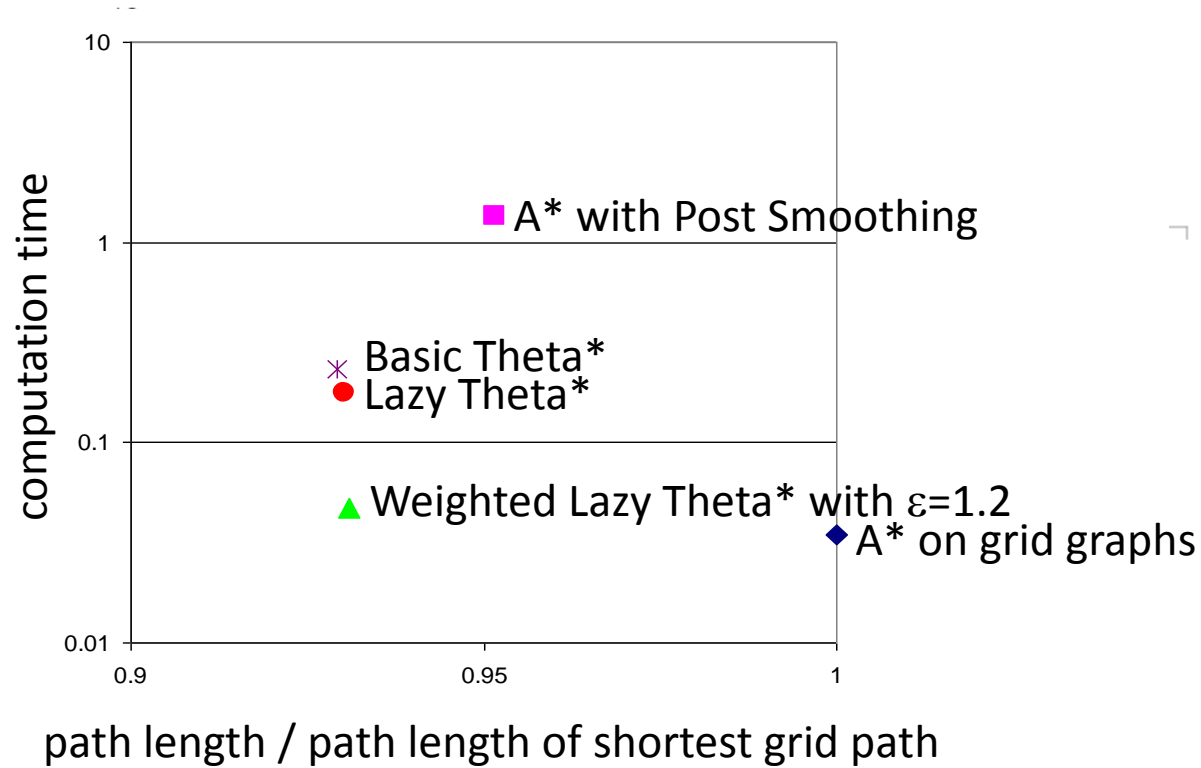 10
computation time
A* with Post Smoothing
1
Basic Theta*
Lazy Theta*
0.1
Weighted Lazy Theta* with ε=1.2
A* on grid graphs
0.01
0.9
0.95
1
path length / path length of shortest grid path